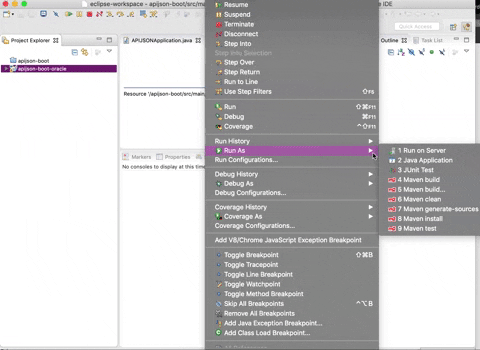 eclipse-workspace - apijson-boot/src/ma
IDE
Quick Access
Project Explorer
apijson-boot
apijson-boot-oracle
APIJSONApplication.java
Resource '/apijson-boot/src/main
Markers
Properties
No consoles to display at this time
Resume
Suspend
Terminate
Disconnect
Step Into
Step Into Selection
Step Over
Step Return
Run to Line
Use Step Filters ⇧F5
Run ⇧⌘F11
Debug ⌘F11
Coverage ^⇧F11
Run History
Run As
Run Configurations...
Debug History
Debug As
Debug Configurations...
Coverage History
Coverage As
Coverage Configurations...
Add V8/Chrome JavaScript Exception Breakpoint
Toggle Breakpoint ⇧⌘B
Toggle Tracepoint
Toggle Line Breakpoint
Toggle Watchpoint
Toggle Method Breakpoint
Skip All Breakpoints ^⌥B
Remove All Breakpoints
Add Java Exception Breakpoint...
Add Class Load Breakpoint...
1 Run on Server
2 Java Application
3 JUnit Test
4 Maven build
5 Maven build...
6 Maven clean
7 Maven generate-sources
8 Maven install
9 Maven test
Outline
Task List